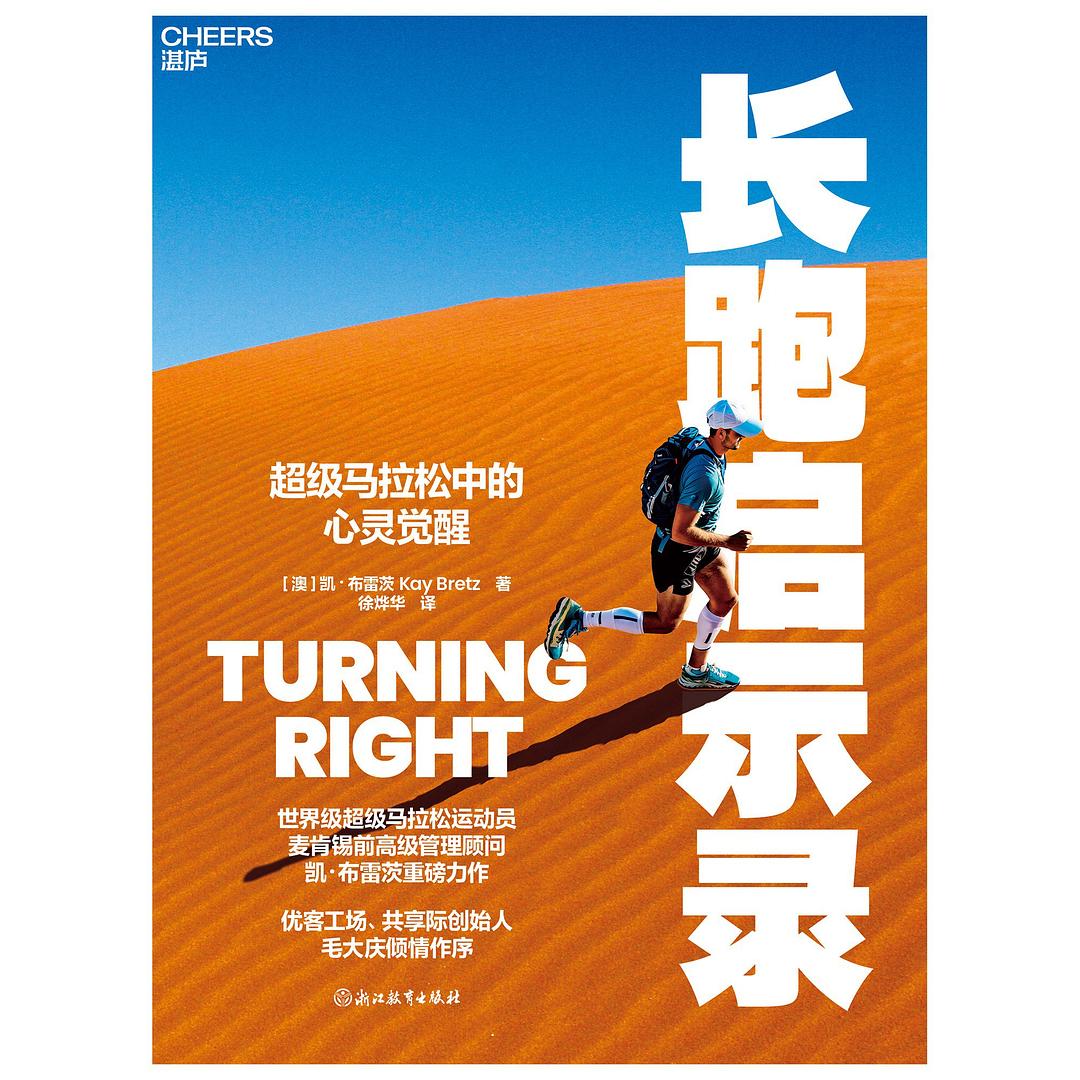 CHEERS
湛庐
长跑启示录
超级马拉松中的
心灵觉醒
[澳]凯·布雷茨 Kay Bretz 著
徐烨华 译
TURNING
RIGHT
世界级超级马拉松运动员
麦肯锡前高级管理顾问
凯·布雷茨重磅力作
优客工场、共享际创始人
毛大庆倾情作序
浙江教育出版社